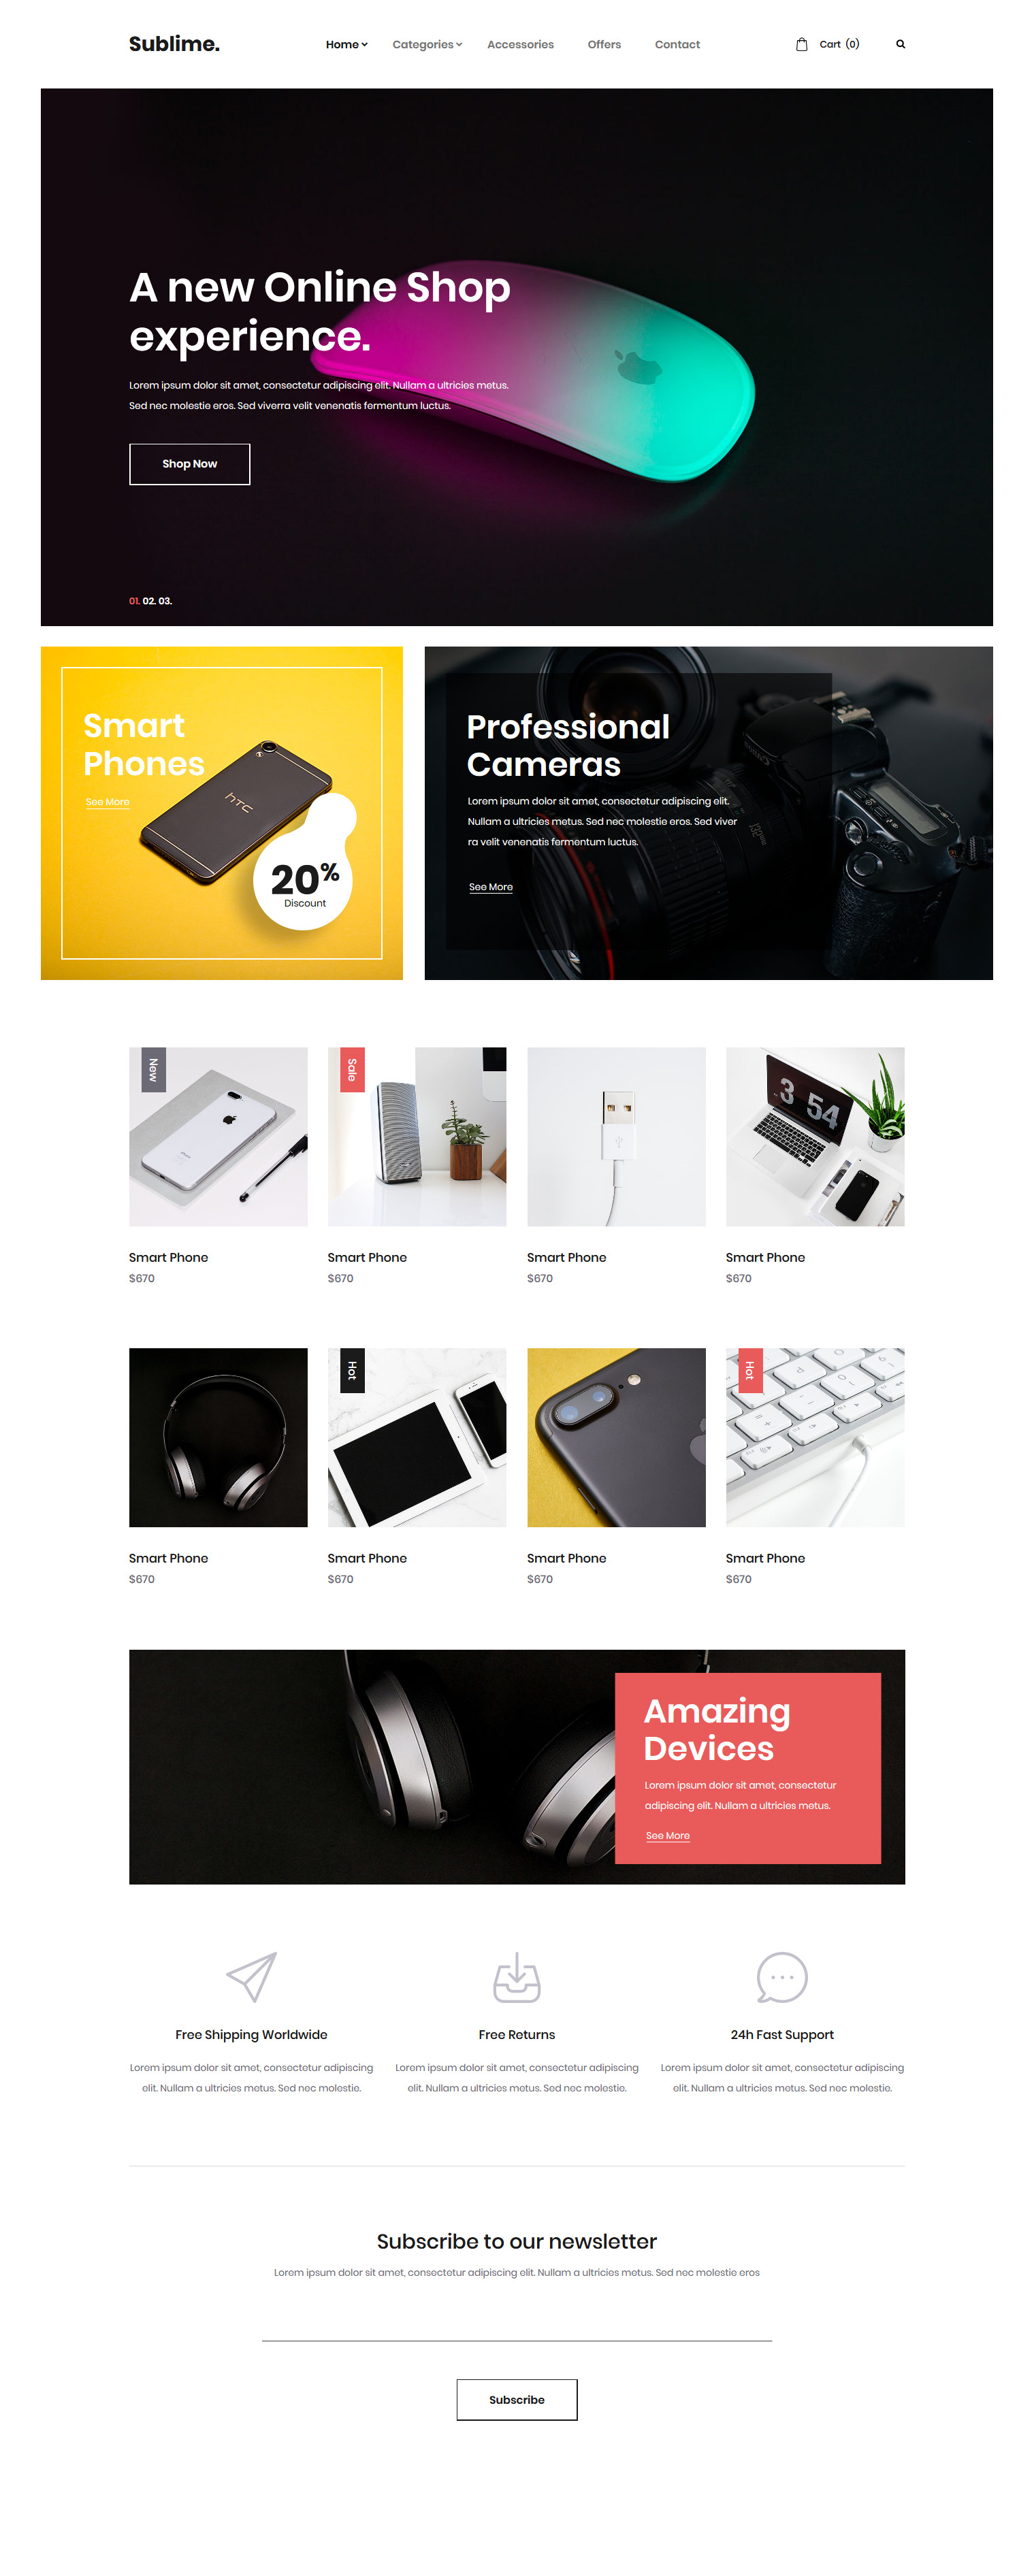 Sublime.
Home
Categories
Accessories
Offers
Contact
Cart (0)
A new Online Shop
experience.
Lorem ipsum dolor sit amet, consectetur adipiscing elit. Nullam a ultricies metus.
Sed nec molestie eros. Sed viverra velit venenatis fermentum luctus.
Shop Now
01. 02. 03.
Smart
Phones
See More
hTC
20%
Discount
Professional
Cameras
Lorem ipsum dolor sit amet, consectetur adipiscing elit.
Nullam a ultricies metus. Sed nec molestie eros. Sed viver
ra velit venenatis fermentum luctus.
See More
New
Sale
3 54
Smart Phone
$670
Smart Phone
$670
Smart Phone
$670
Smart Phone
$670
Hot
Hot
Smart Phone
$670
Smart Phone
$670
Smart Phone
$670
Smart Phone
$670
Amazing
Devices
Lorem ipsum dolor sit amet, consectetur
adipiscing elit. Nullam a ultricies metus.
See More
Free Shipping Worldwide
Lorem ipsum dolor sit amet, consectetur adipiscing
elit. Nullam a ultricies metus. Sed nec molestie.
Free Returns
Lorem ipsum dolor sit amet, consectetur adipiscing
elit. Nullam a ultricies metus. Sed nec molestie.
24h Fast Support
Lorem ipsum dolor sit amet, consectetur adipiscing
elit. Nullam a ultricies metus. Sed nec molestie.
Subscribe to our newsletter
Lorem ipsum dolor sit amet, consectetur adipiscing elit. Nullam a ultricies metus. Sed nec molestie eros
Subscribe